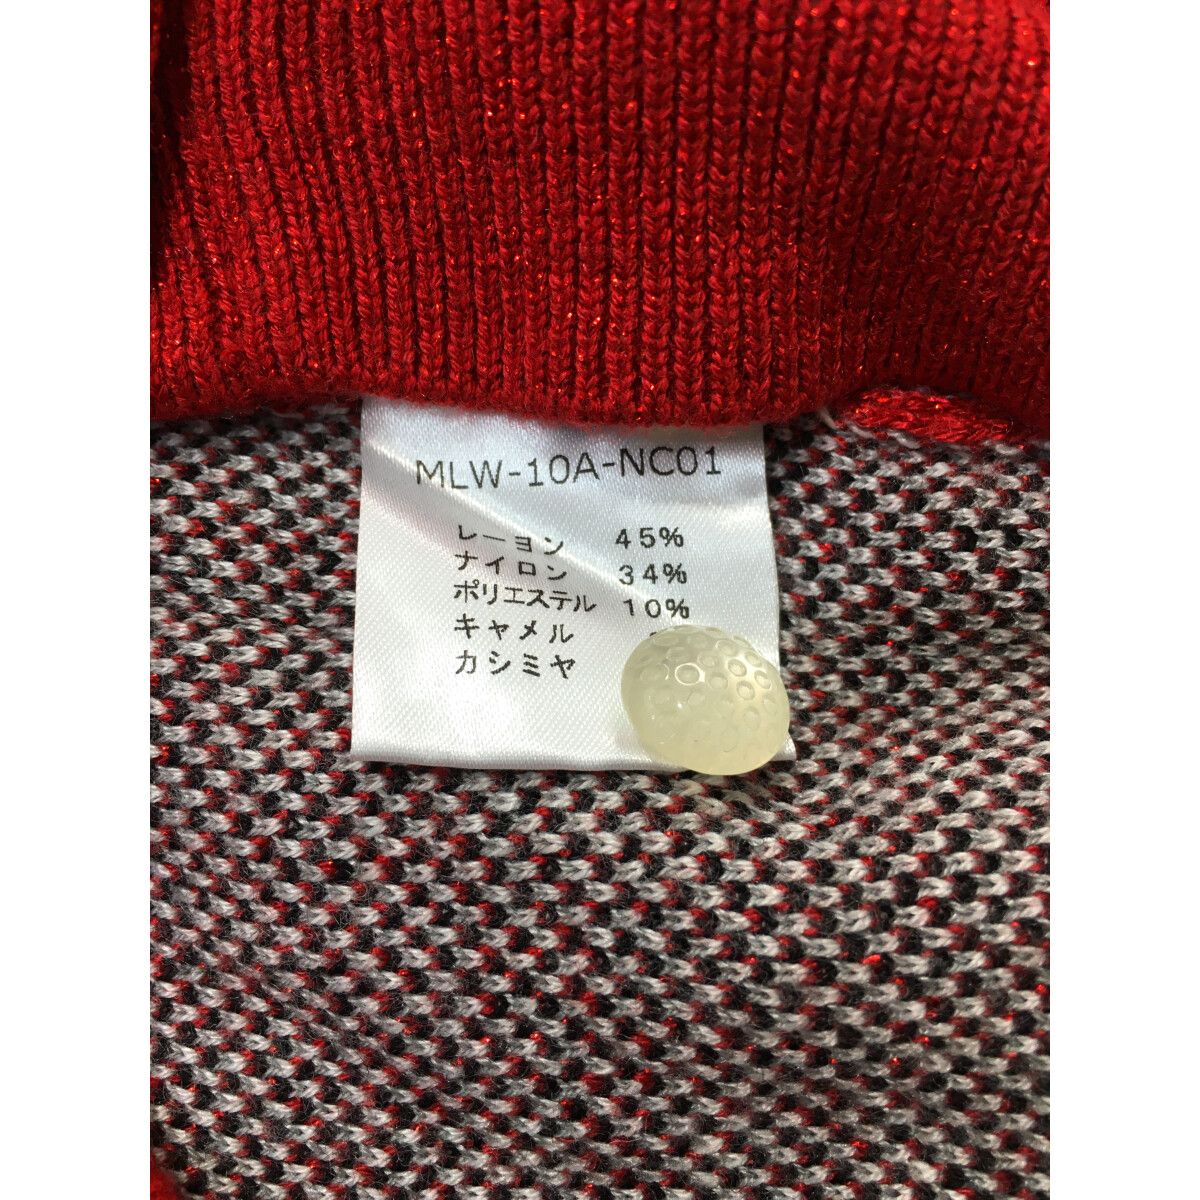 MLW-10A-NC01
レーヨン 45%
ナイロン 34%
ポリエステル 10%
キャメル
カシミヤ